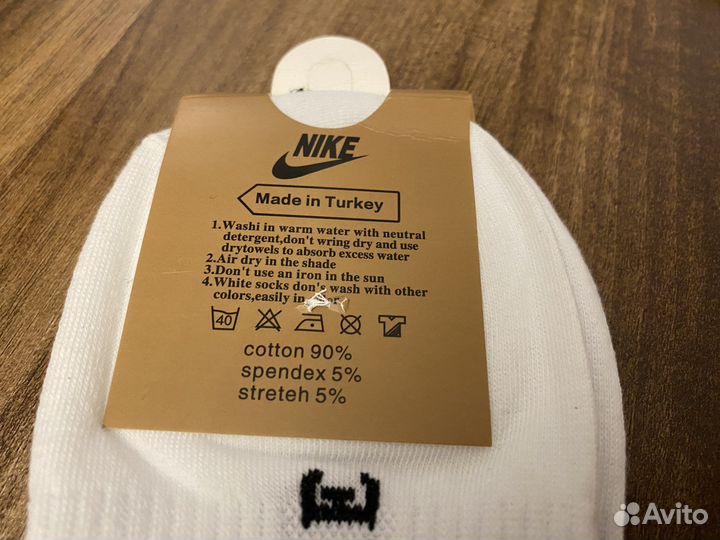 NIKE
Made in Turkey
1.Washi in warm water with neutral
detergent,don't wring dry and use
drytowels to absorb excess water
2.Air dry in the shade
3.Don't use an iron in the sun
4.White socks don's wash with other
colors,easily in
40
cotton 90%
spendex 5%
streteh 5%
Avito